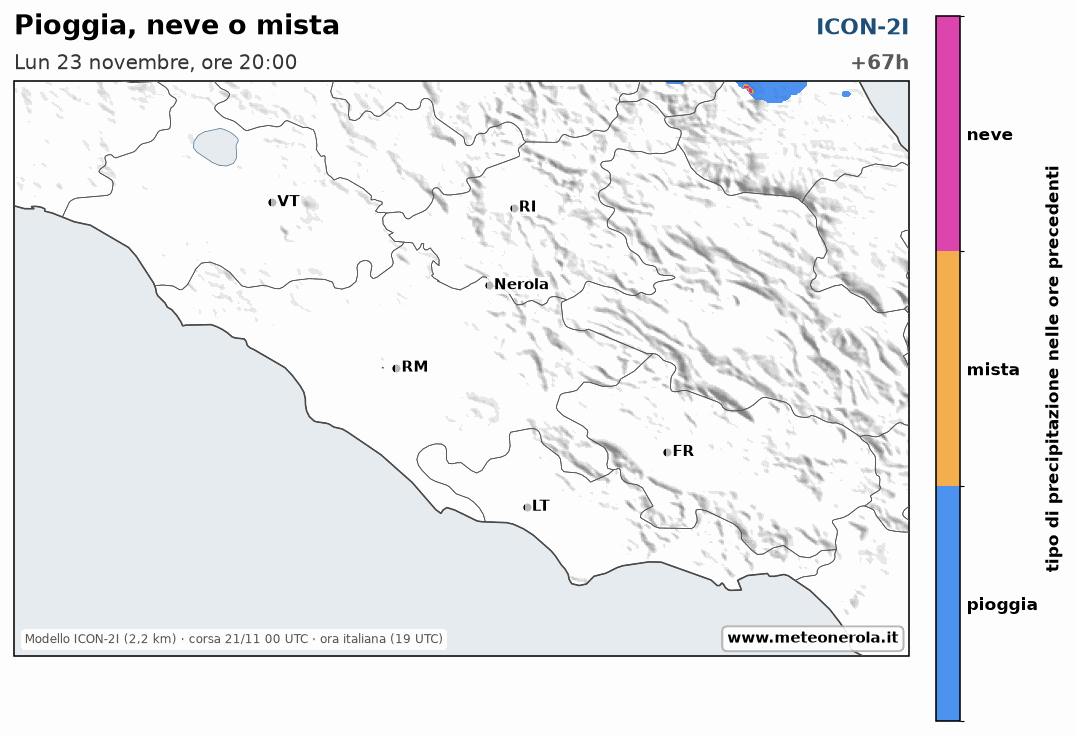 Pioggia, neve o mista
ICON-2I
Lun 23 novembre, ore 20:00
+67h
neve
VT
RI
Nerola
mista
RM
FR
LT
pioggia
tipo di precipitazione nelle ore precedenti
Modello ICON-2I (2,2 km) · corsa 21/11 00 UTC · ora italiana (19 UTC)
www.meteonerola.it